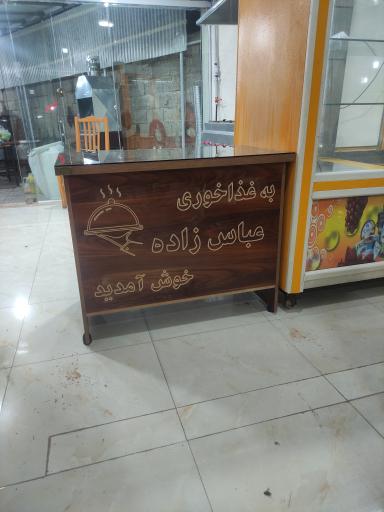 به غذاخوری
عباس زاده
خوش آمدید